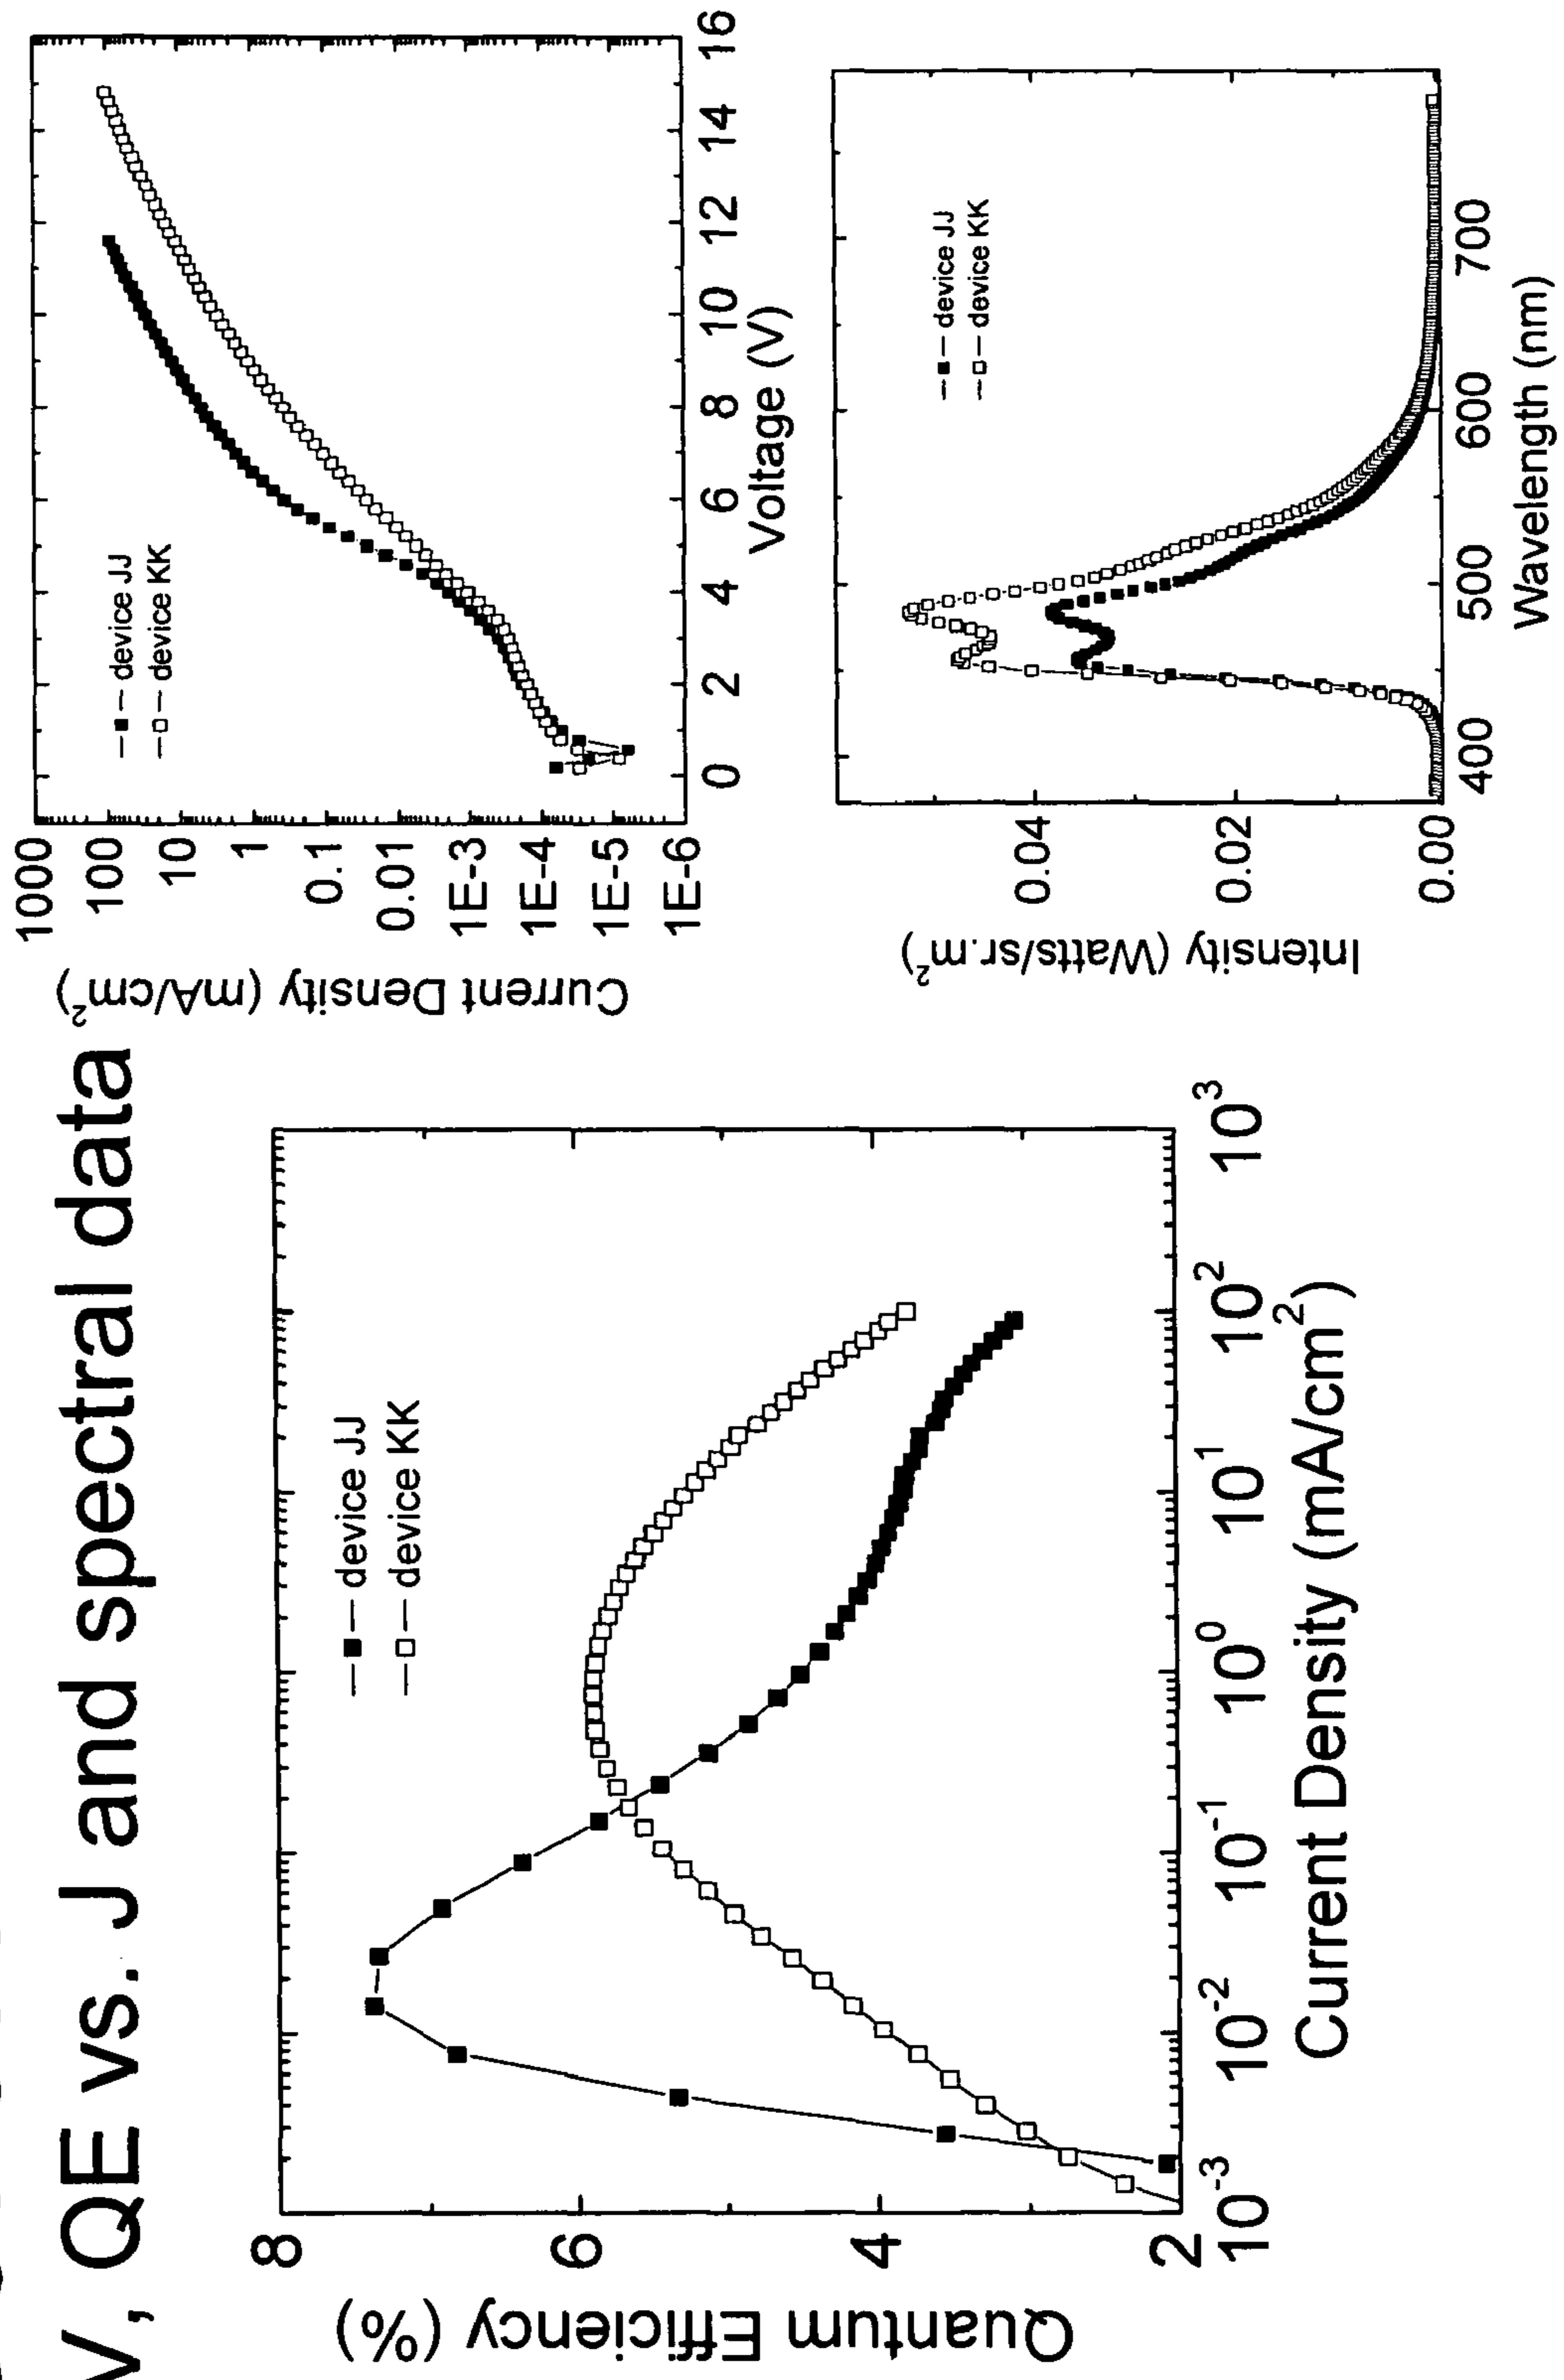 V, QE vs. J and spectral data
Quantum Efficiency (%)
8
6
4
2
10-3
10-2
10-1
100
101
102
103
Current Density (mA/cm2)
device JJ
device KK
Current Density (mA/cm2)
1000
100
10
1
0.1
0.01
1E-3
1E-4
1E-5
1E-6
0 2 4 6 8 10 12 14 16
Voltage (V)
device JJ
device KK
Intensity (Watts/sr.m2)
0.04
0.02
0.00
400 500 600 700
Wavelength (nm)
device JJ
device KK